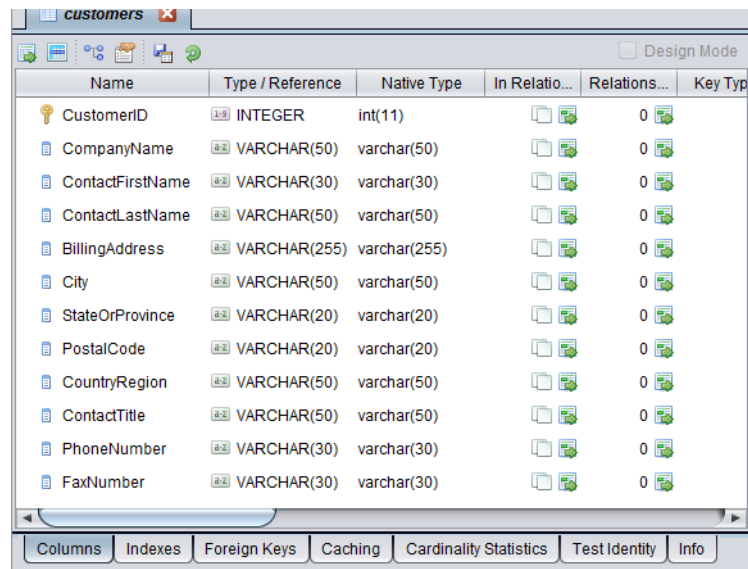 customers
Design Mode
Name Type / Reference Native Type In Relatio... Relations... Key Typ
CustomerID 1-9 INTEGER int(11) 0
CompanyName a-z VARCHAR(50) varchar(50) 0
ContactFirstName a-z VARCHAR(30) varchar(30) 0
ContactLastName a-z VARCHAR(50) varchar(50) 0
BillingAddress a-z VARCHAR(255) varchar(255) 0
City a-z VARCHAR(50) varchar(50) 0
StateOrProvince a-z VARCHAR(20) varchar(20) 0
PostalCode a-z VARCHAR(20) varchar(20) 0
CountryRegion a-z VARCHAR(50) varchar(50) 0
ContactTitle a-z VARCHAR(50) varchar(50) 0
PhoneNumber a-z VARCHAR(30) varchar(30) 0
FaxNumber a-z VARCHAR(30) varchar(30) 0
Columns Indexes Foreign Keys Caching Cardinality Statistics Test Identity Info